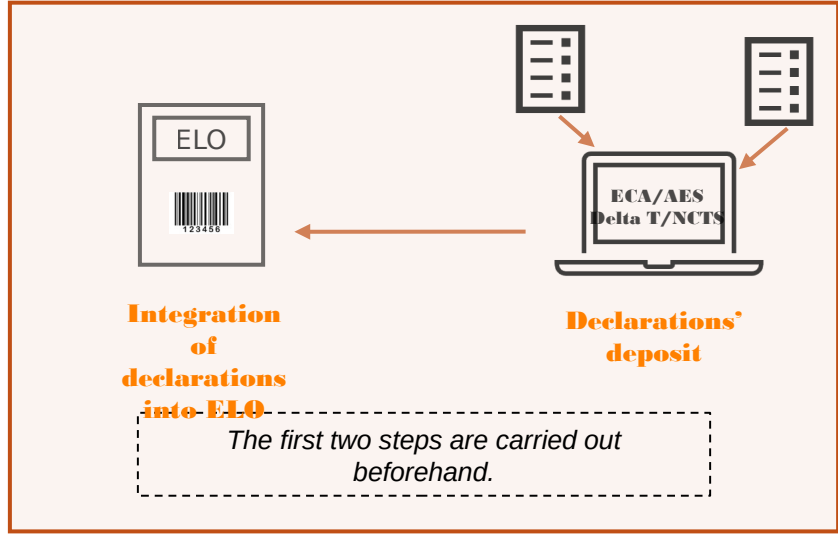 ELO
123456
ECA/AES
Delta T/NCTS
Integration
of
declarations
into ELO
Declarations’
deposit
The first two steps are carried out
beforehand.